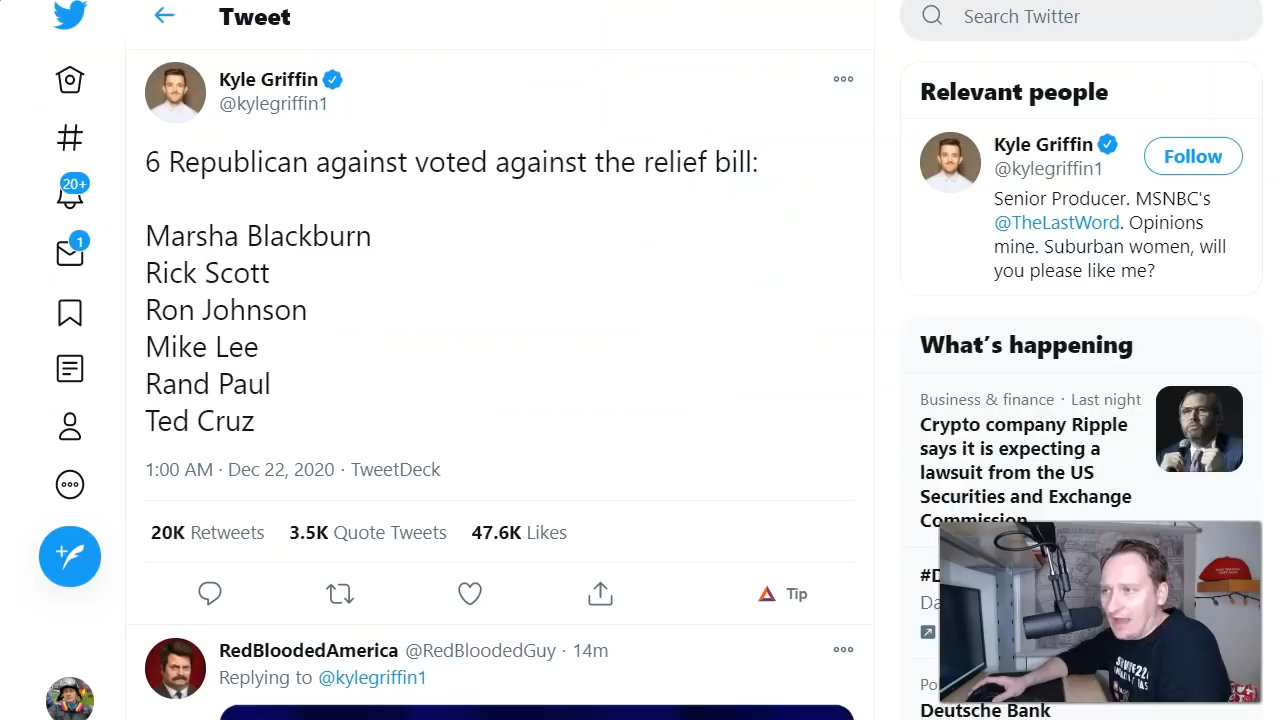 Tweet
Search Twitter
Kyle Griffin
@kylegriffin1
6 Republican against voted against the relief bill:
Marsha Blackburn
Rick Scott
Ron Johnson
Mike Lee
Rand Paul
Ted Cruz
1:00 AM · Dec 22, 2020 · TweetDeck
20K Retweets 3.5K Quote Tweets 47.6K Likes
Tip
RedBloodedAmerica @RedBloodedGuy · 14m
Replying to @kylegriffin1
20+
1
Relevant people
Kyle Griffin
@kylegriffin1
Follow
Senior Producer. MSNBC's
@TheLastWord. Opinions
mine. Suburban women, will
you please like me?
What's happening
Business & finance · Last night
Crypto company Ripple
says it is expecting a
lawsuit from the US
Securities and Exchange
Commission
Deutsche Bank